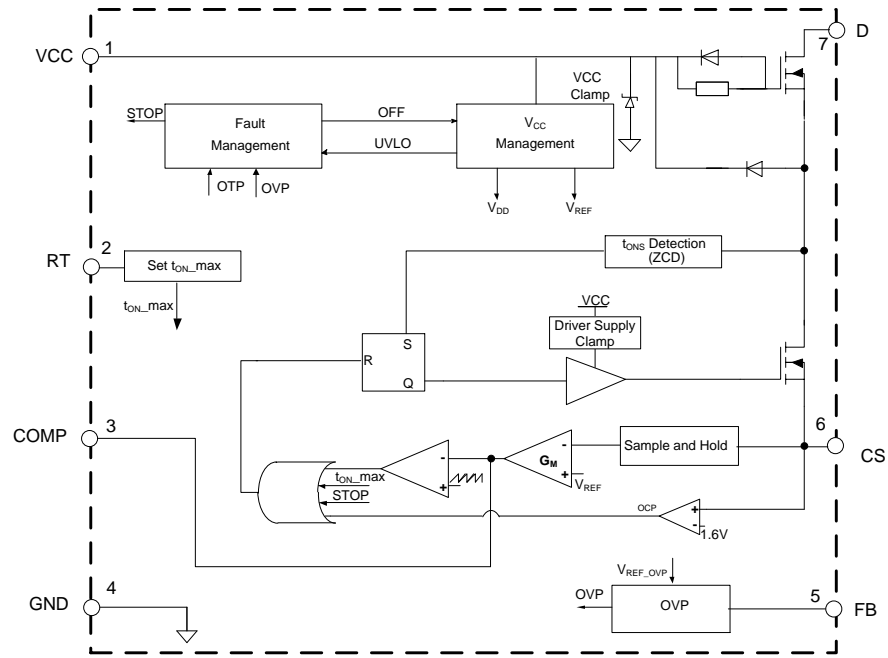 VCC
1
7
D
VCC
Clamp
STOP
Fault
Management
OFF
UVLO
VCC
Management
OTP
OVP
VDD
VREF
2
RT
Set tON_max
tON_max
tONS Detection
(ZCD)
VCC
Driver Supply
Clamp
S
R
Q
3
COMP
6
CS
Sample and Hold
-
GM
+
VREF
-
+
tON_max
STOP
OCP
+
-
1.6V
4
GND
VREF_OVP
OVP
OVP
5
FB